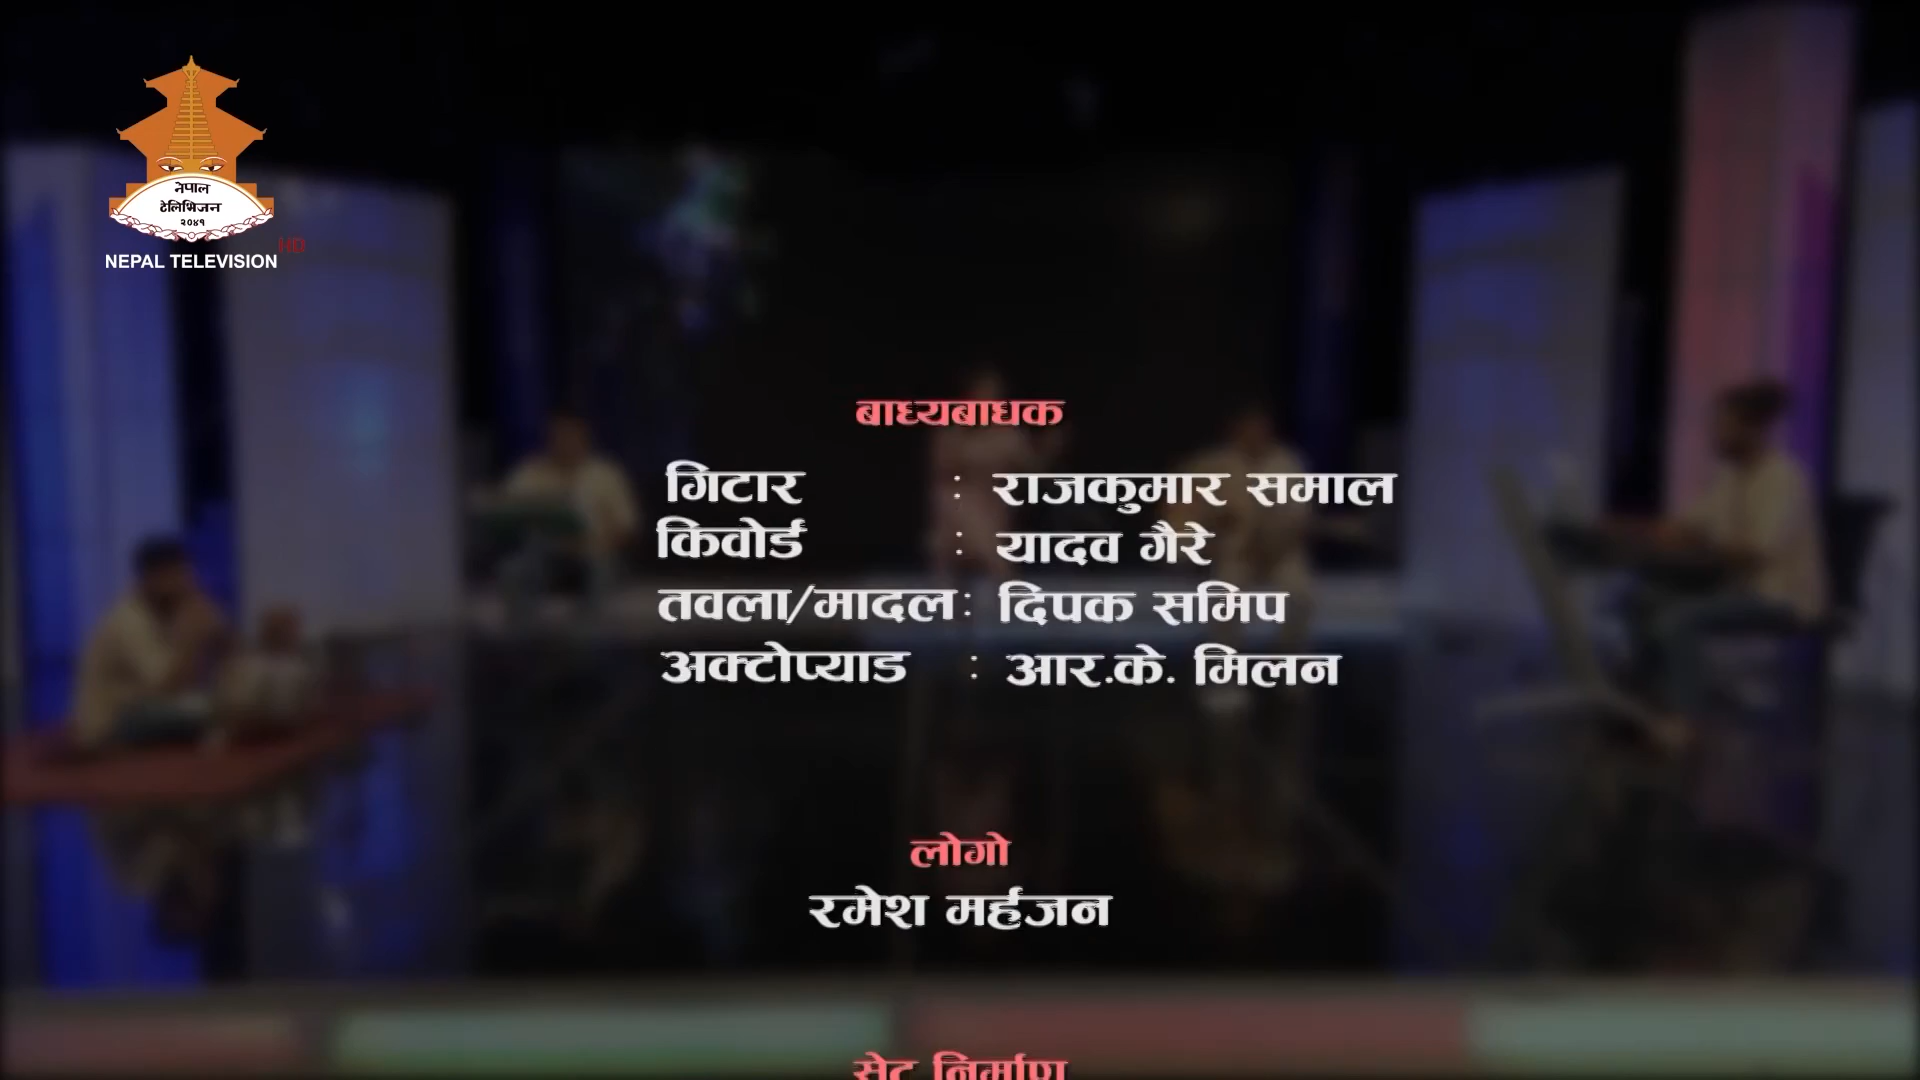 नेपाल
टेलिभिजन
२०४१
HD
NEPAL TELEVISION
बाध्यबाधक
गिटार : राजकुमार समाल
किवोर्ड : यादव गैरे
तवला/मादल : दिपक समिप
अक्टोप्याड : आर.के. मिलन
लोगो
रमेश मर्हजन
सेट निर्माण